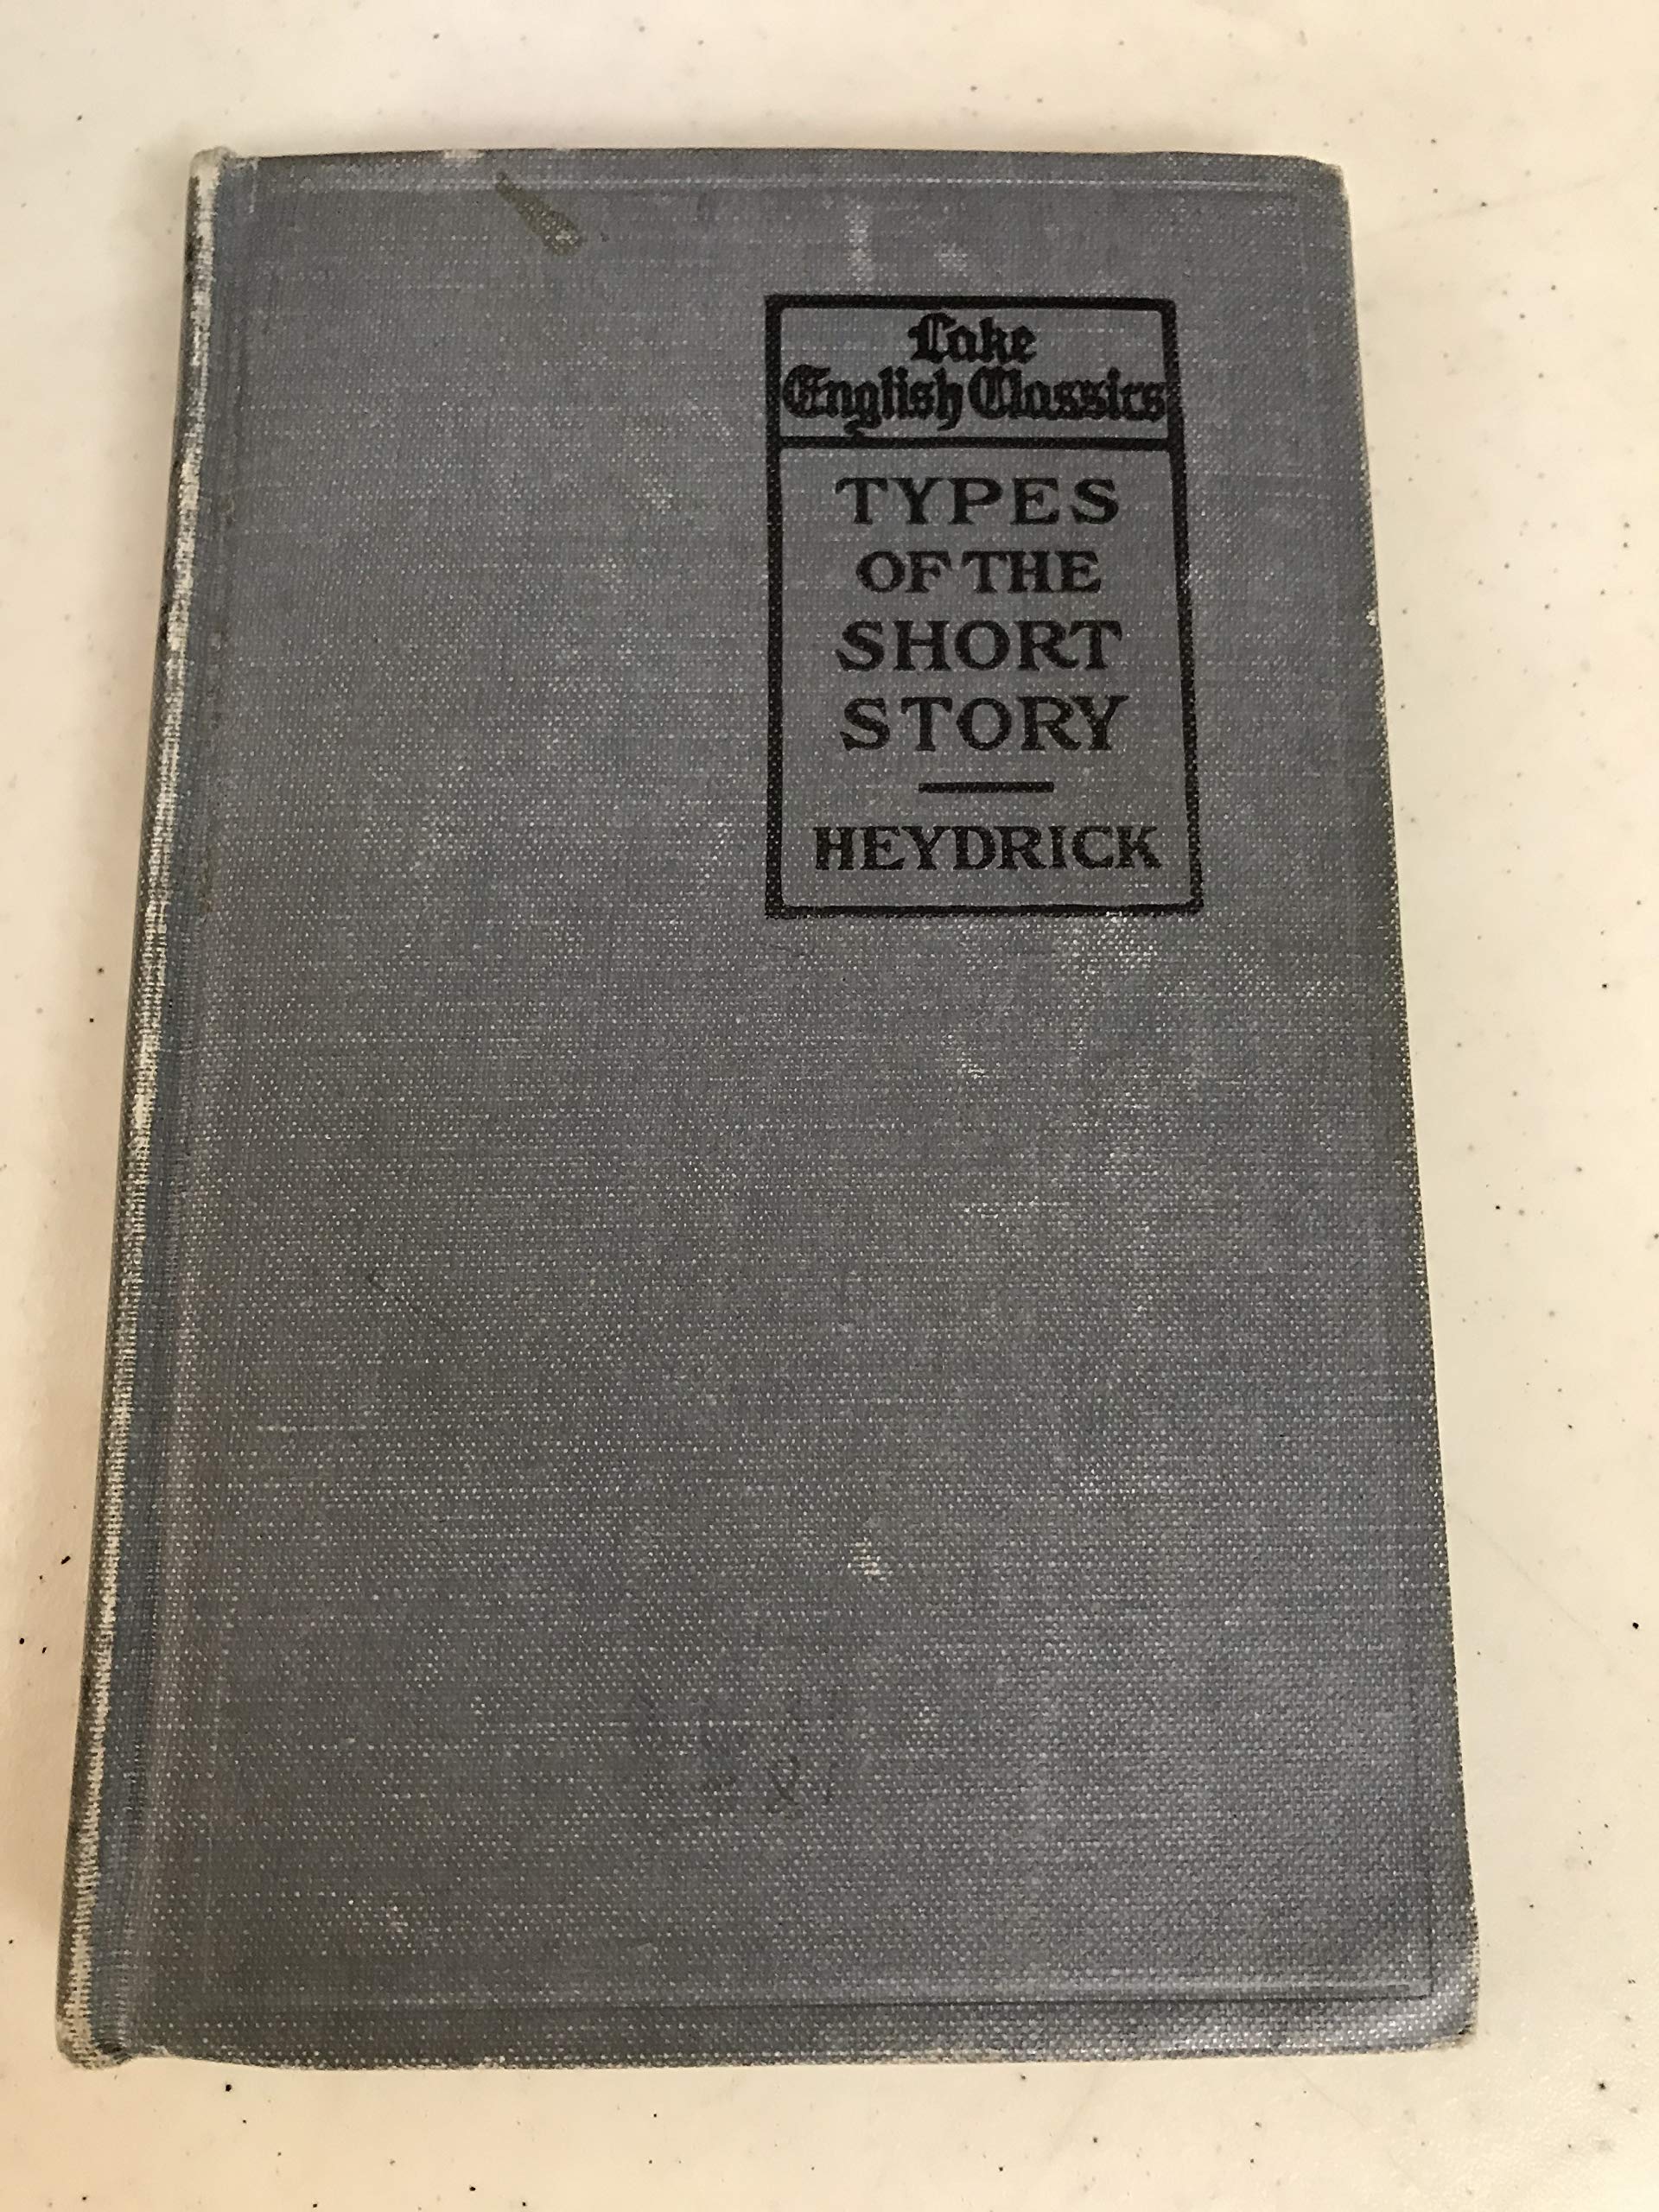 Lake
English Classics
TYPES
OF THE
SHORT
STORY
HEYDRICK